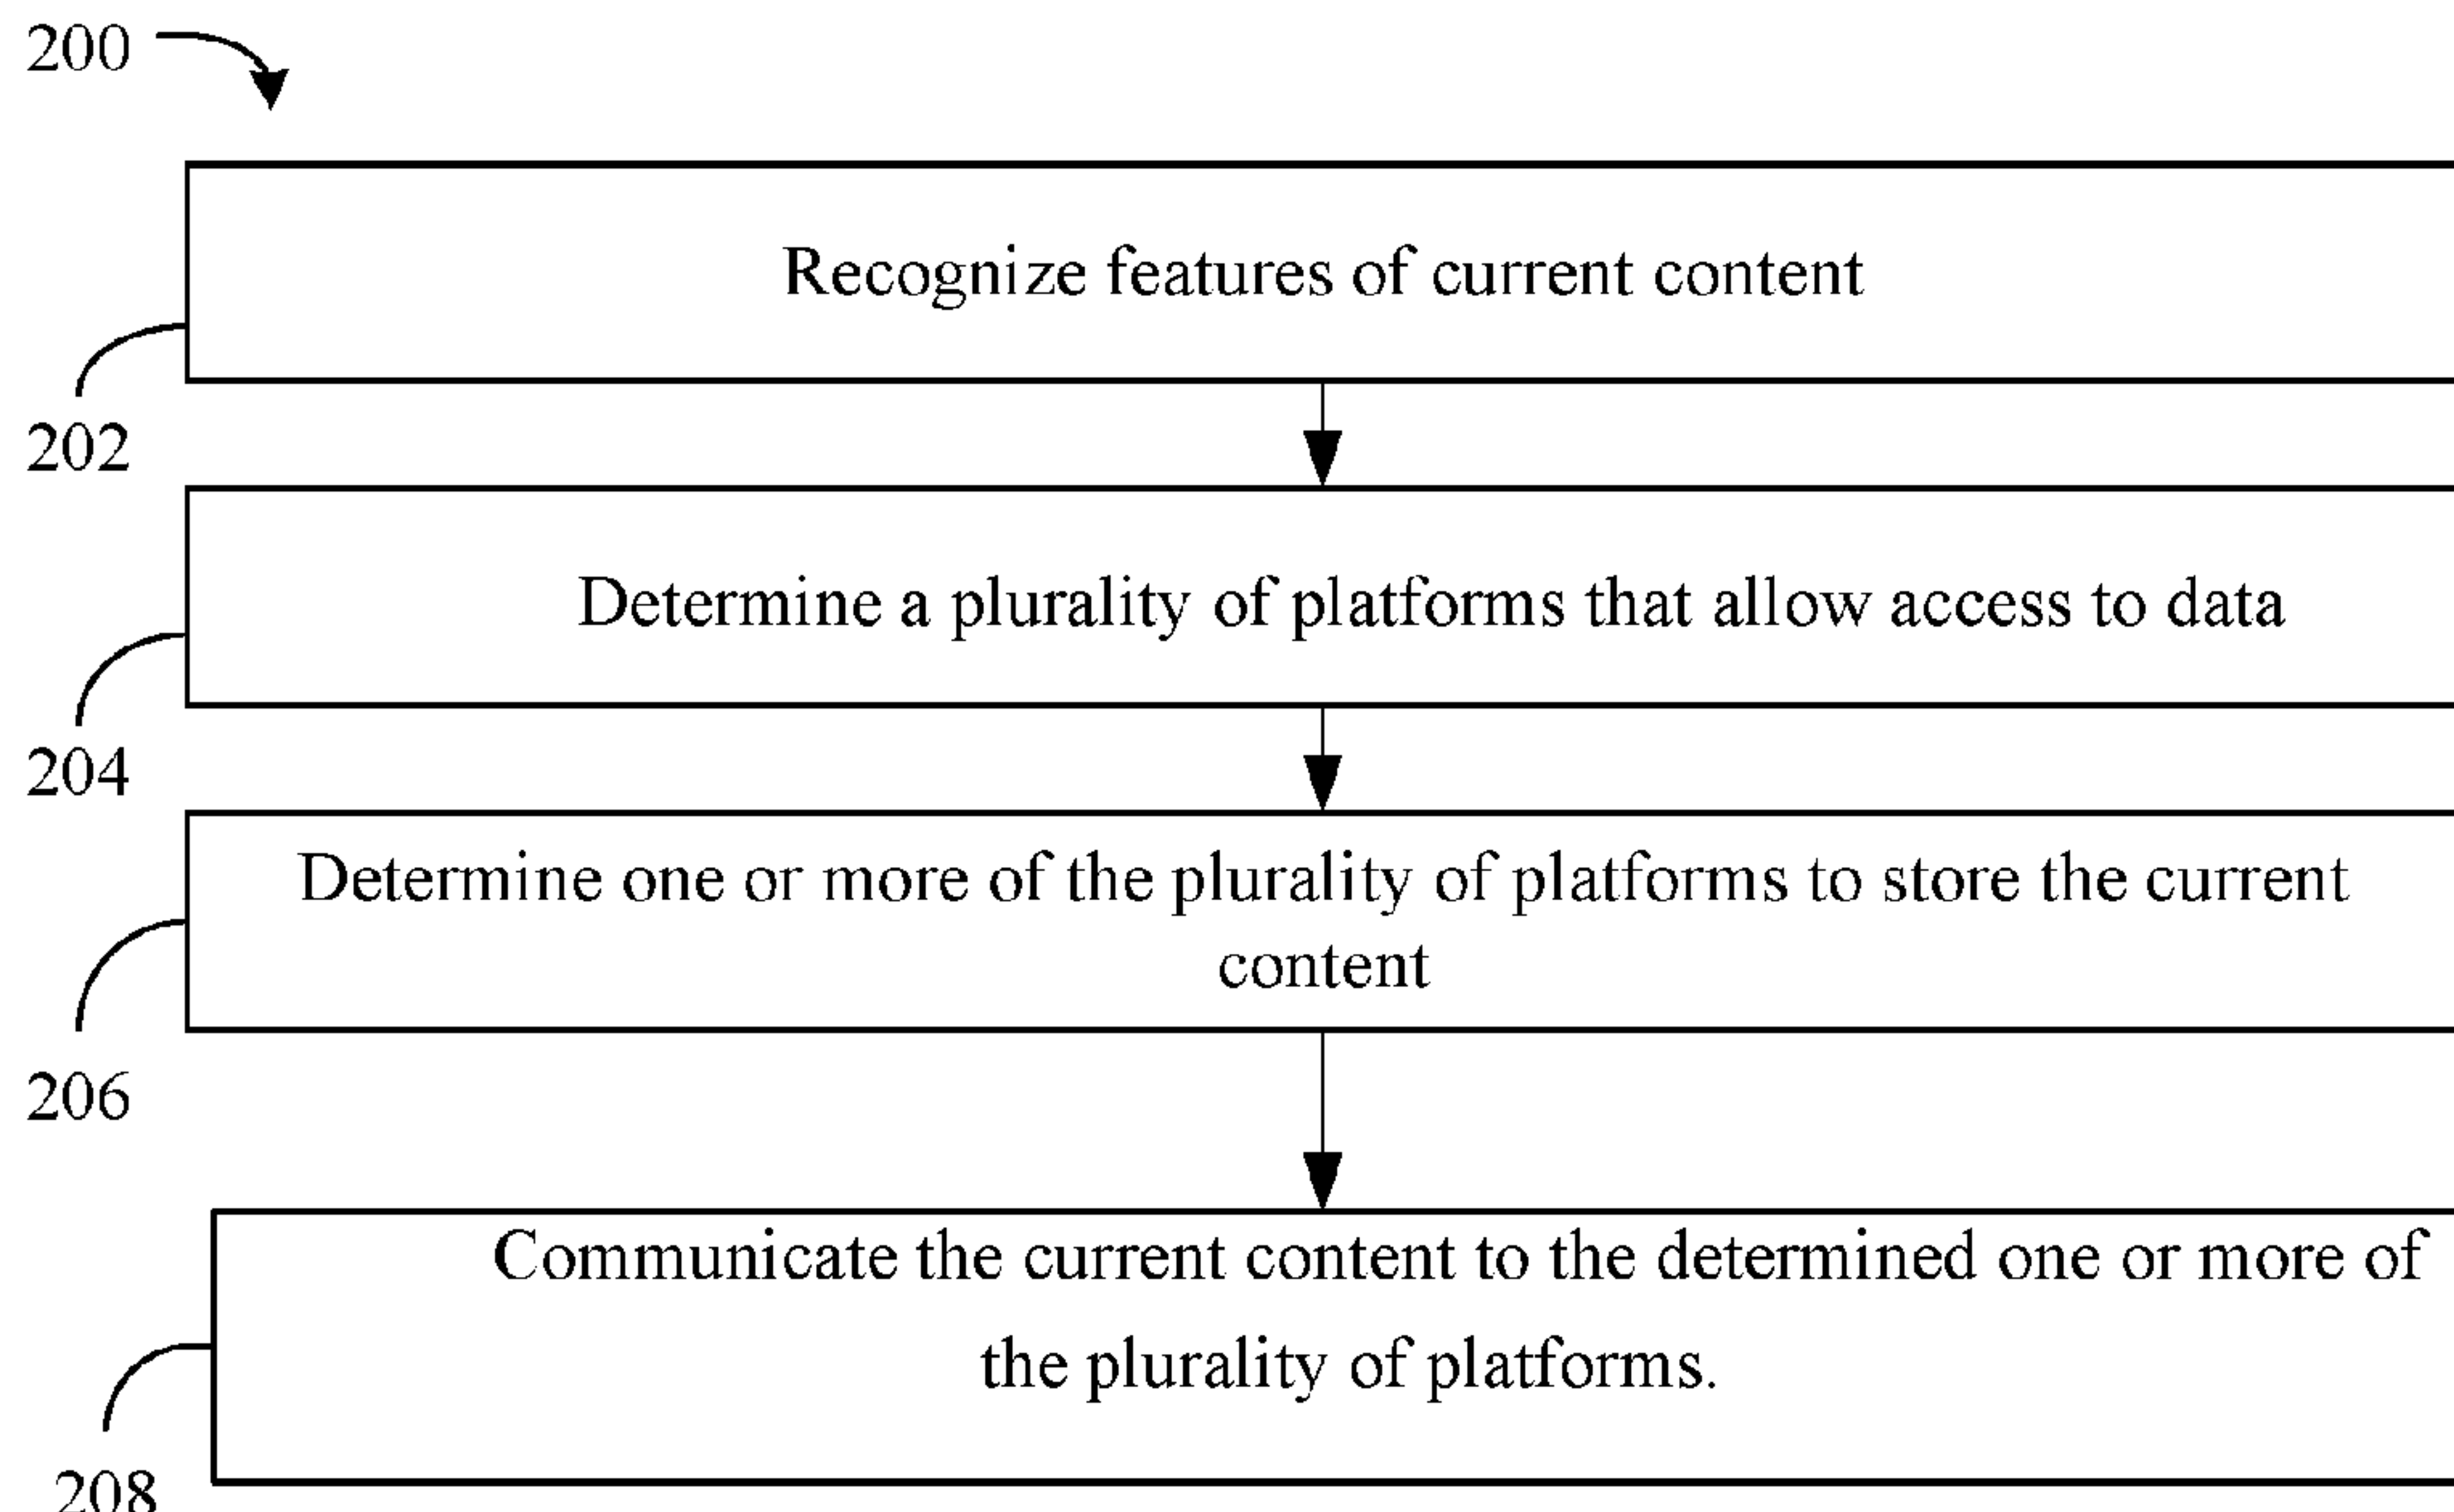 200
Recognize features of current content
202
Determine a plurality of platforms that allow access to data
204
Determine one or more of the plurality of platforms to store the current
content
206
Communicate the current content to the determined one or more of
the plurality of platforms.
208